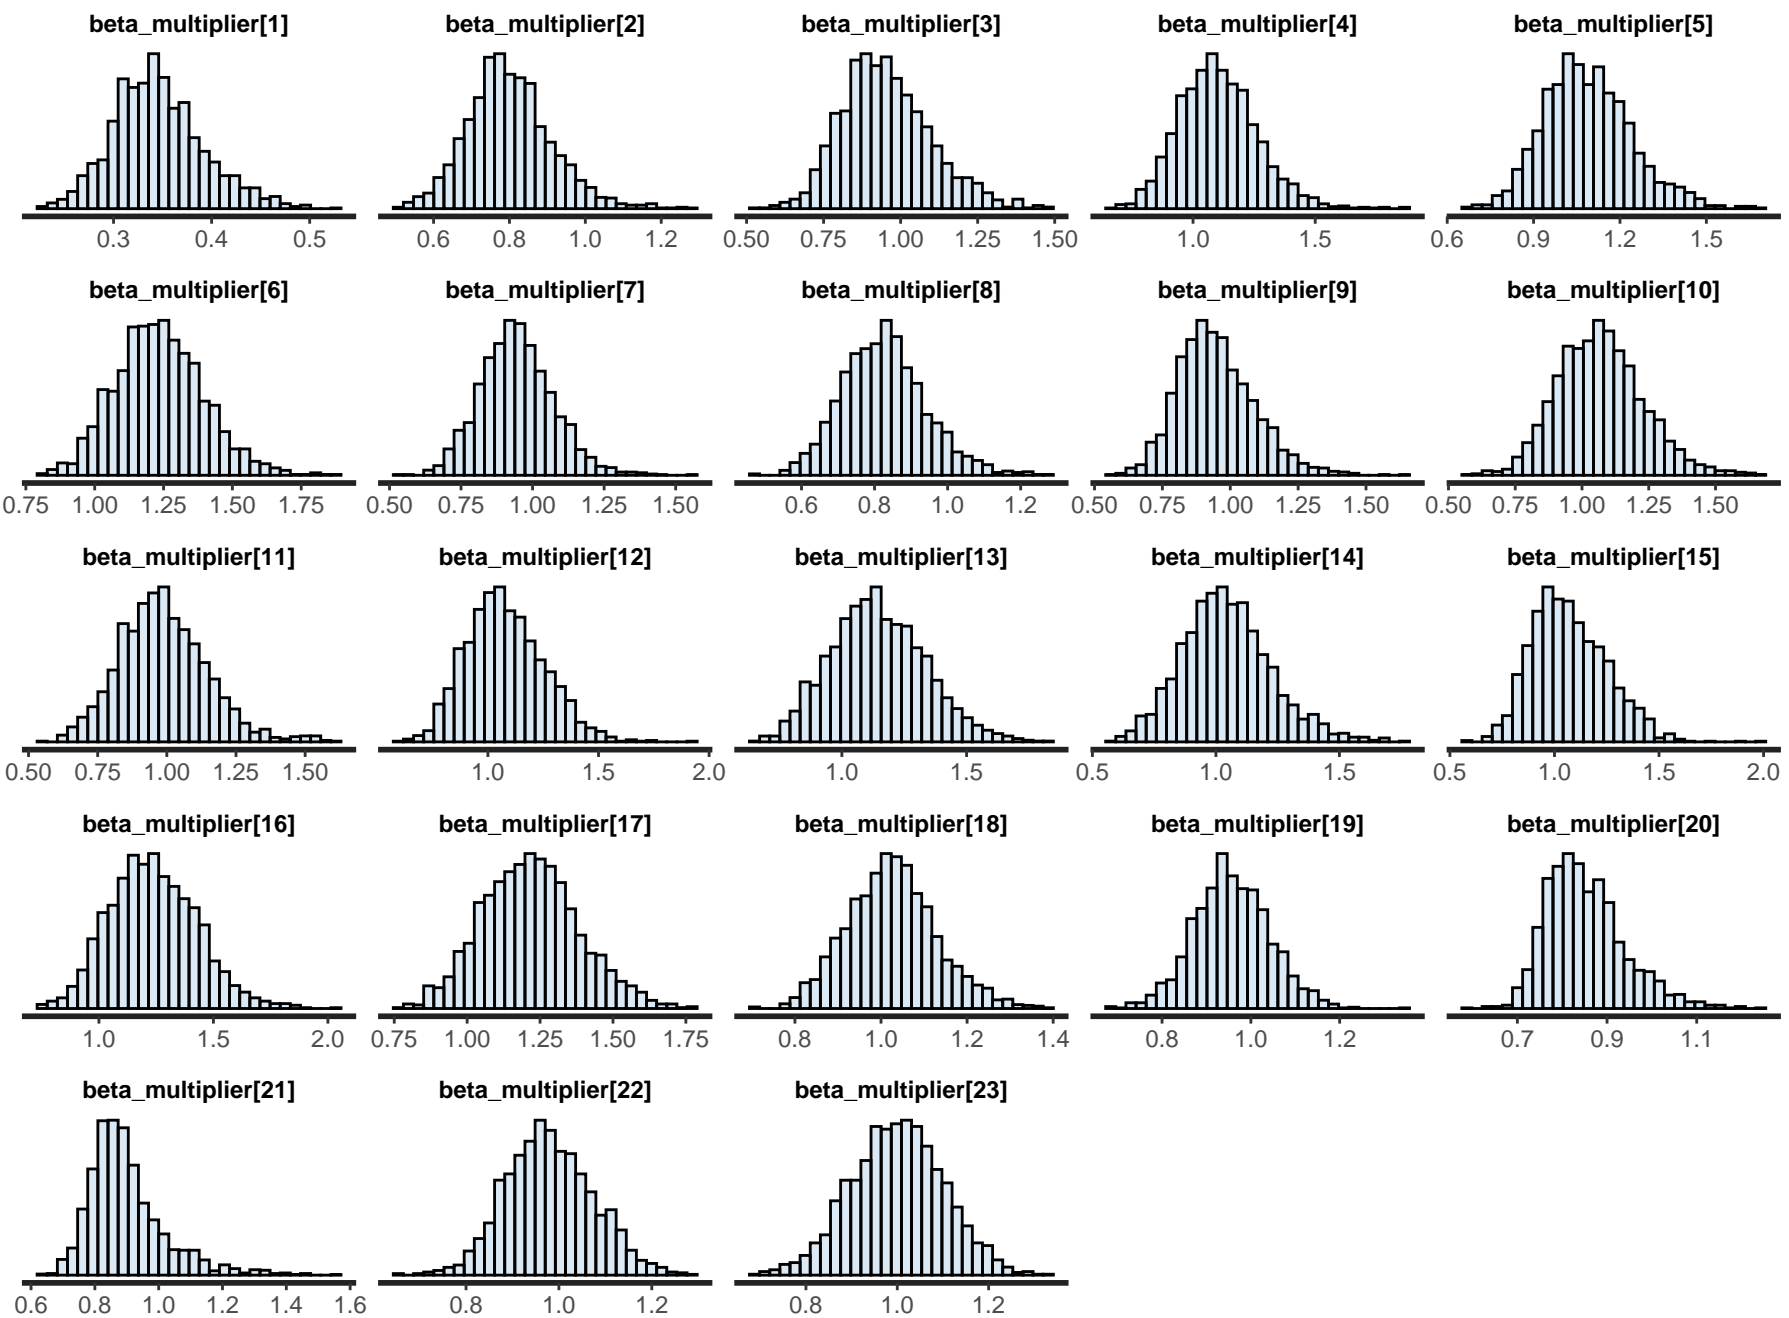 beta_multiplier[1] beta_multiplier[2] beta_multiplier[3] beta_multiplier[4] beta_multiplier[5]
0.3 0.4 0.5 0.6 0.8 1.0 1.2 0.50 0.75 1.00 1.25 1.50 1.0 1.5 0.6 0.9 1.2 1.5
beta_multiplier[6] beta_multiplier[7] beta_multiplier[8] beta_multiplier[9] beta_multiplier[10]
0.75 1.00 1.25 1.50 1.75 0.50 0.75 1.00 1.25 1.50 0.6 0.8 1.0 1.2 0.50 0.75 1.00 1.25 1.50 0.50 0.75 1.00 1.25 1.50
beta_multiplier[11] beta_multiplier[12] beta_multiplier[13] beta_multiplier[14] beta_multiplier[15]
0.50 0.75 1.00 1.25 1.50 1.0 1.5 2.0 1.0 1.5 0.5 1.0 1.5 0.5 1.0 1.5 2.0
beta_multiplier[16] beta_multiplier[17] beta_multiplier[18] beta_multiplier[19] beta_multiplier[20]
1.0 1.5 2.0 0.75 1.00 1.25 1.50 1.75 0.8 1.0 1.2 1.4 0.8 1.0 1.2 0.7 0.9 1.1
beta_multiplier[21] beta_multiplier[22] beta_multiplier[23]
0.6 0.8 1.0 1.2 1.4 1.6 0.8 1.0 1.2 0.8 1.0 1.2